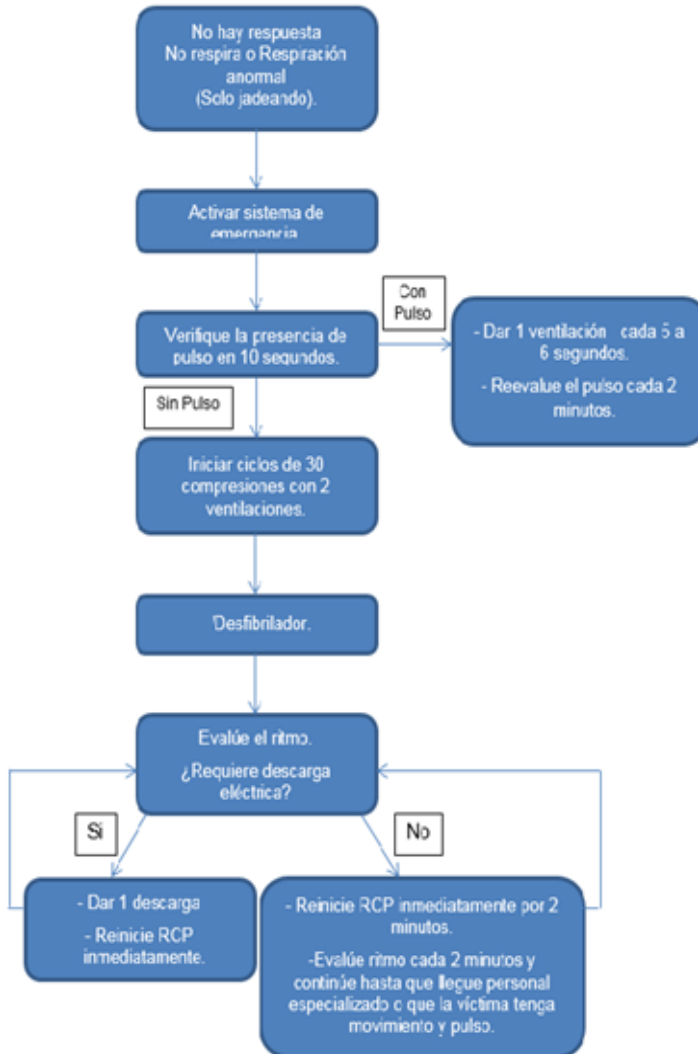 No hay respuesta
No respira o Respiración
anormal
(Solo jadeando).
Activar sistema de
emergencia
Con
Pulso
Verifique la presencia de
pulso en 10 segundos.
- Dar 1 ventilación cada 5 a
6 segundos.
- Reevalue el pulso cada 2
minutos.
Sin Pulso
Iniciar ciclos de 30
compresiones con 2
ventilaciones.
Desfibrilador.
Evalúe el ritmo.
¿Requiere descarga
eléctrica?
Si
No
- Dar 1 descarga
- Reinicie RCP
inmediatamente.
- Reinicie RCP inmediatamente por 2
minutos.
-Evalúe ritmo cada 2 minutos y
continúe hasta que llegue personal
especializado o que la víctima tenga
movimiento y pulso.